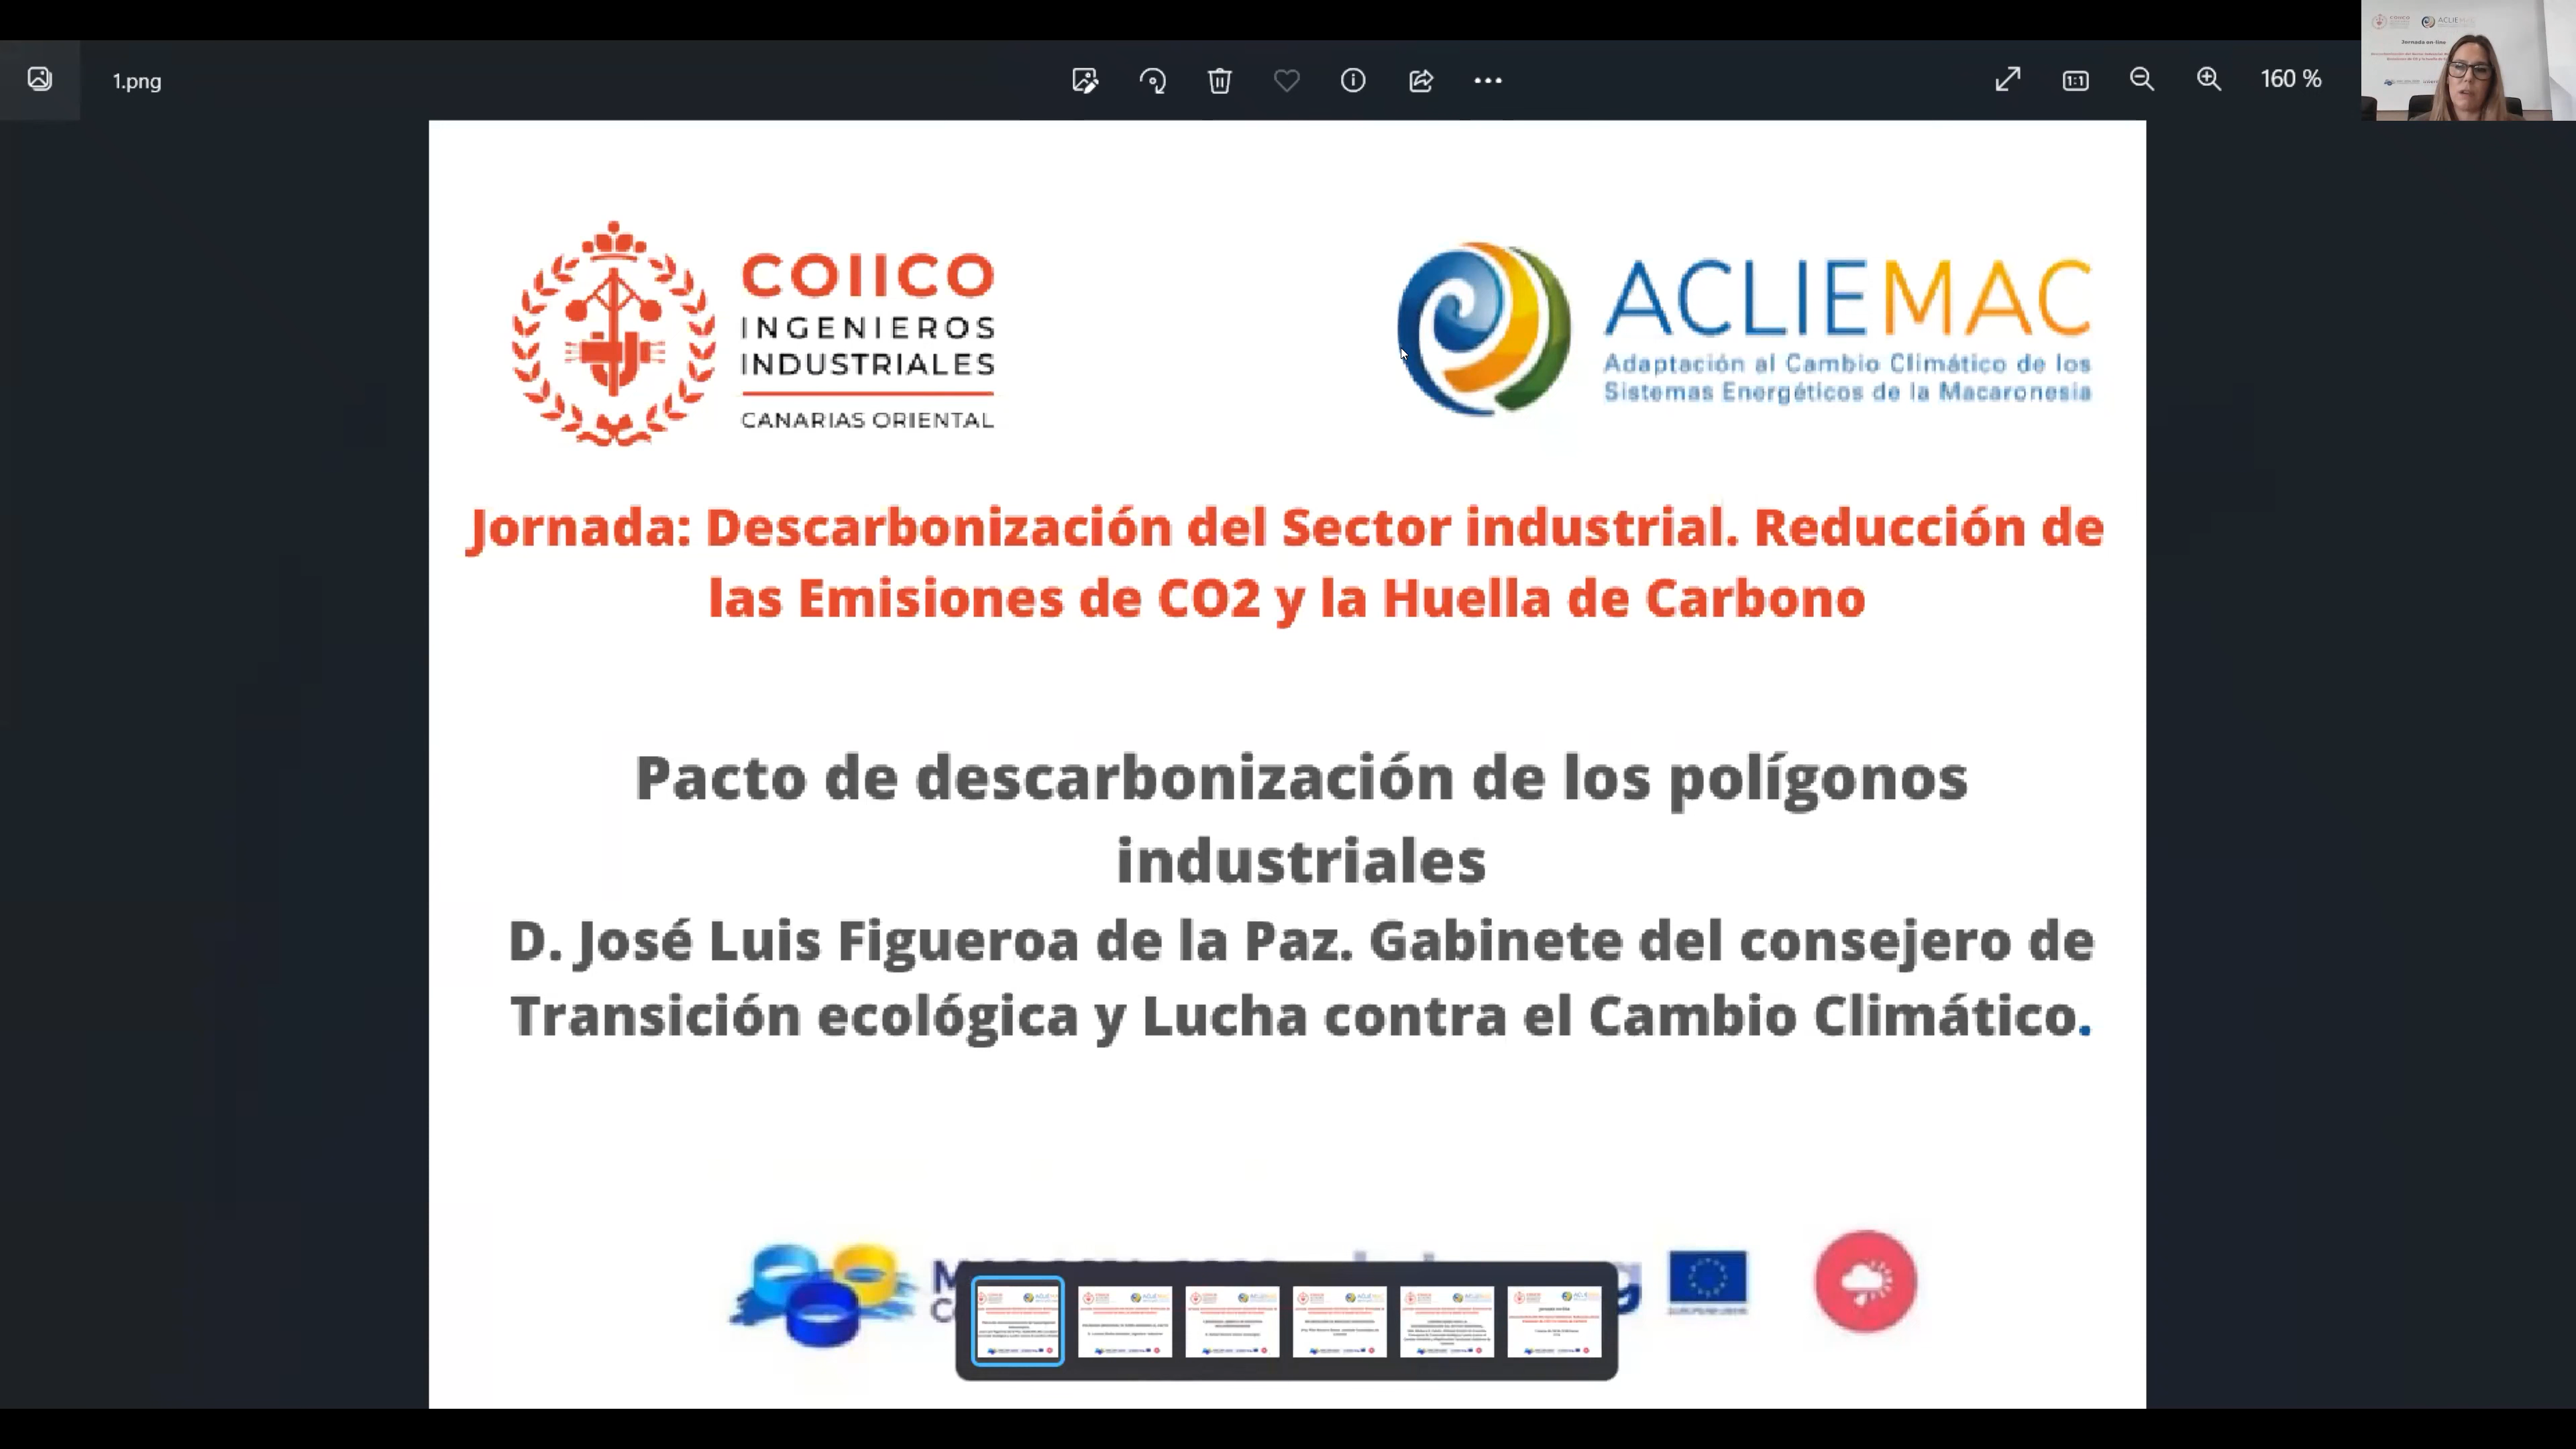 1.png
160 %
COIICO
INGENIEROS
INDUSTRIALES
CANARIAS ORIENTAL
ACLIEMAC
Adaptación al Cambio Climático de los
Sistemas Energéticos de la Macaronesia
Jornada: Descarbonización del Sector industrial. Reducción de
las Emisiones de CO2 y la Huella de Carbono
Pacto de descarbonización de los polígonos
industriales
D. José Luis Figueroa de la Paz. Gabinete del consejero de
Transición ecológica y Lucha contra el Cambio Climático.